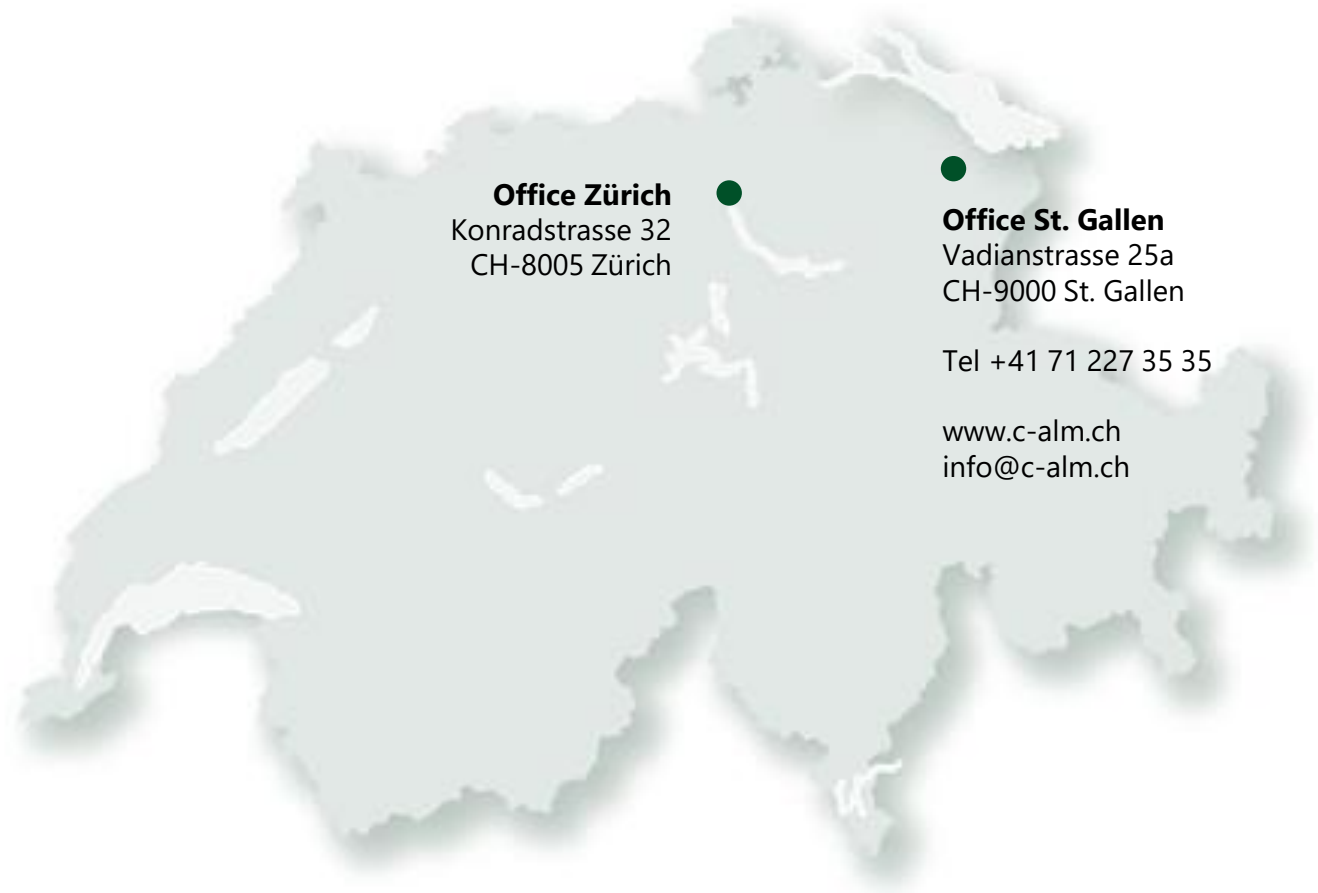 Office Zürich
Konradstrasse 32
CH-8005 Zürich
Office St. Gallen
Vadianstrasse 25a
CH-9000 St. Gallen
Tel +41 71 227 35 35
www.c-alm.ch
info@c-alm.ch